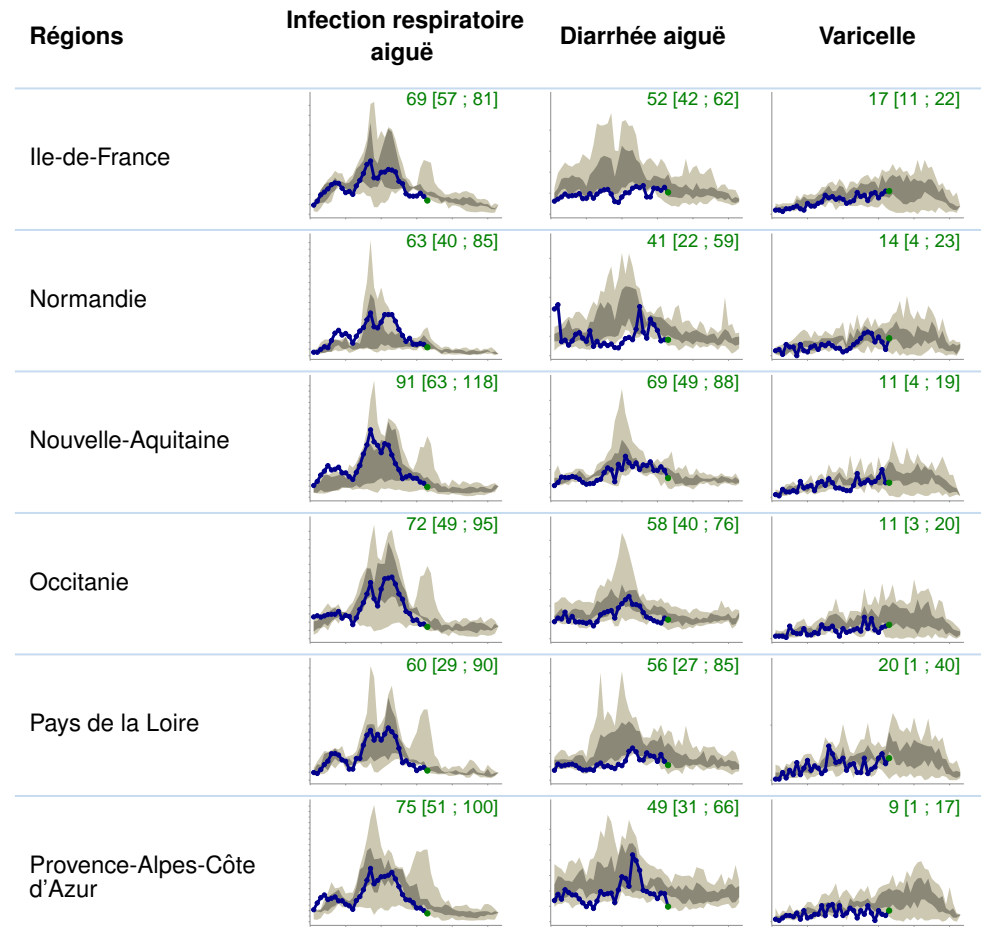 Régions
Infection respiratoire
aiguë
Diarrhée aiguë
Varicelle
Ile-de-France
69 [57 ; 81]
52 [42 ; 62]
17 [11 ; 22]
Normandie
63 [40 ; 85]
41 [22 ; 59]
14 [4 ; 23]
Nouvelle-Aquitaine
91 [63 ; 118]
69 [49 ; 88]
11 [4 ; 19]
Occitanie
72 [49 ; 95]
58 [40 ; 76]
11 [3 ; 20]
Pays de la Loire
60 [29 ; 90]
56 [27 ; 85]
20 [1 ; 40]
Provence-Alpes-Côte
d'Azur
75 [51 ; 100]
49 [31 ; 66]
9 [1 ; 17]